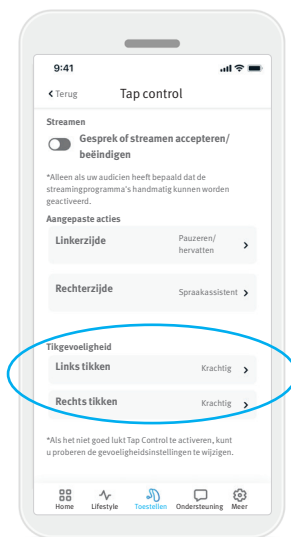 9:41
Terug Tap control
Streamen
Gesprek of streamen accepteren/
beëindigen
*Alleen als uw audicien heeft bepaald dat de
streamingprogramma's handmatig kunnen worden
geactiveerd.
Aangepaste acties
Linkerzijde Pauzeren/
hervatten
Rechterzijde Spraakassistent
Tikgevoeligheid
Links tikken Krachtig
Rechts tikken Krachtig
*Als het niet goed lukt Tap Control te activeren, kunt
u proberen de gevoeligheidsinstellingen te wijzigen.
Home Lifestyle Toestellen Ondersteuning Meer